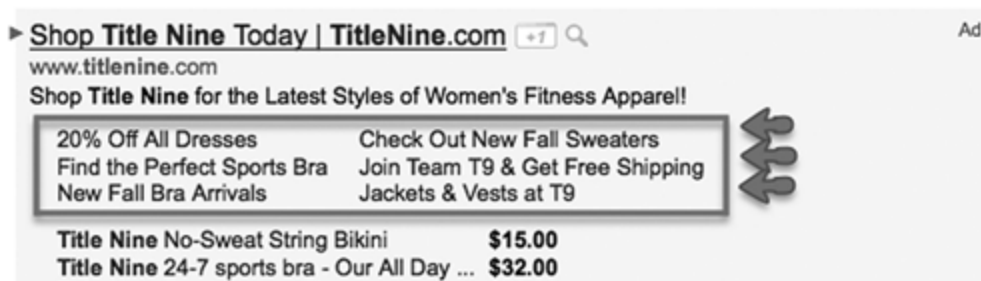 Shop Title Nine Today | TitleNine.com +1 Ad
www.titlenine.com
Shop Title Nine for the Latest Styles of Women's Fitness Apparel!
20% Off All Dresses Check Out New Fall Sweaters
Find the Perfect Sports Bra Join Team T9 & Get Free Shipping
New Fall Bra Arrivals Jackets & Vests at T9
Title Nine No-Sweat String Bikini $15.00
Title Nine 24-7 sports bra - Our All Day ... $32.00